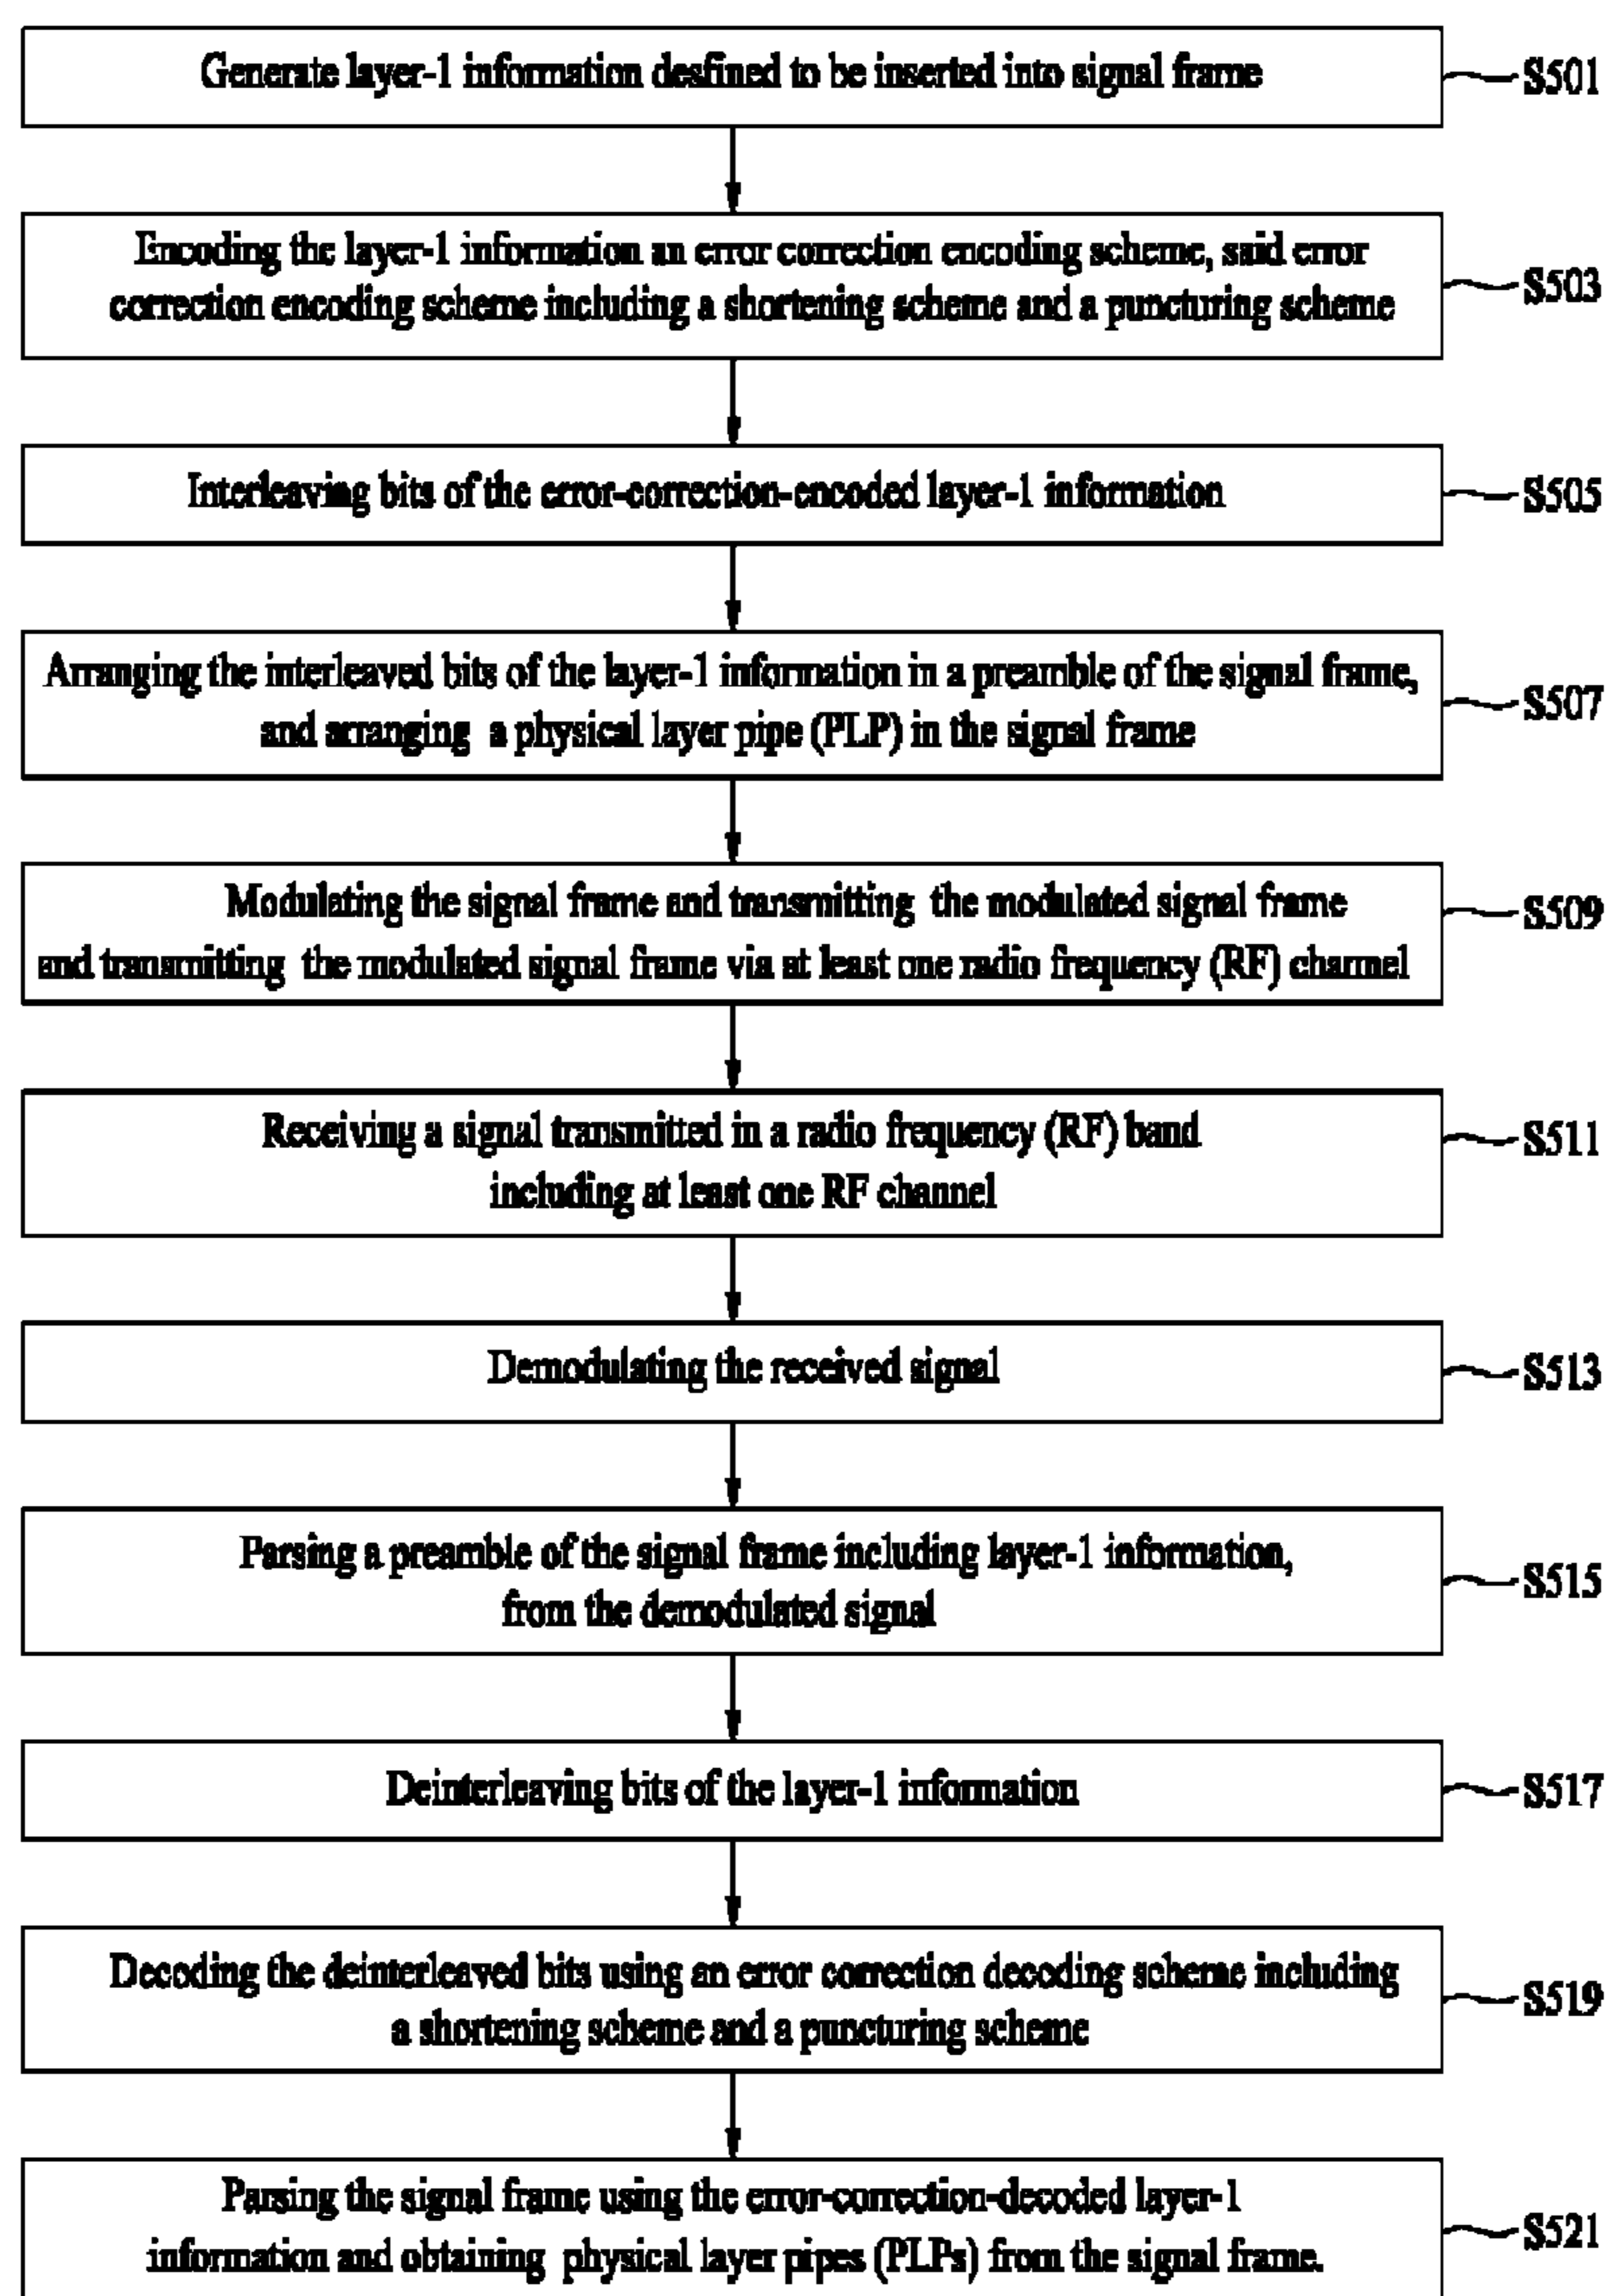 Generate layer-1 information desfined to be inserted into signal frame
S501
Encoding the layer-1 information an error correction encoding scheme, said error
correction encoding scheme including a shortening scheme and a puncturing scheme
S503
Interleaving bits of the error-correction-encoded layer-1 information
S505
Arranging the interleaved bits of the layer-1 information in a preamble of the signal frame,
and arranging a physical layer pipe (PLP) in the signal frame
S507
Modulating the signal frame and transmitting the modulated signal frame
and transmitting the modulated signal frame via at least one radio frequency (RF) channel
S509
Receiving a signal transmitted in a radio frequency (RF) band
including at least one RF channel
S511
Demodulating the received signal
S513
Parsing a preamble of the signal frame including layer-1 information,
from the demodulated signal
S515
Deinterleaving bits of the layer-1 information
S517
Decoding the deinterleaved bits using an error correction decoding scheme including
a shortening scheme and a puncturing scheme
S519
Parsing the signal frame using the error-correction-decoded layer-1
information and obtaining physical layer pipes (PLPs) from the signal frame.
S521